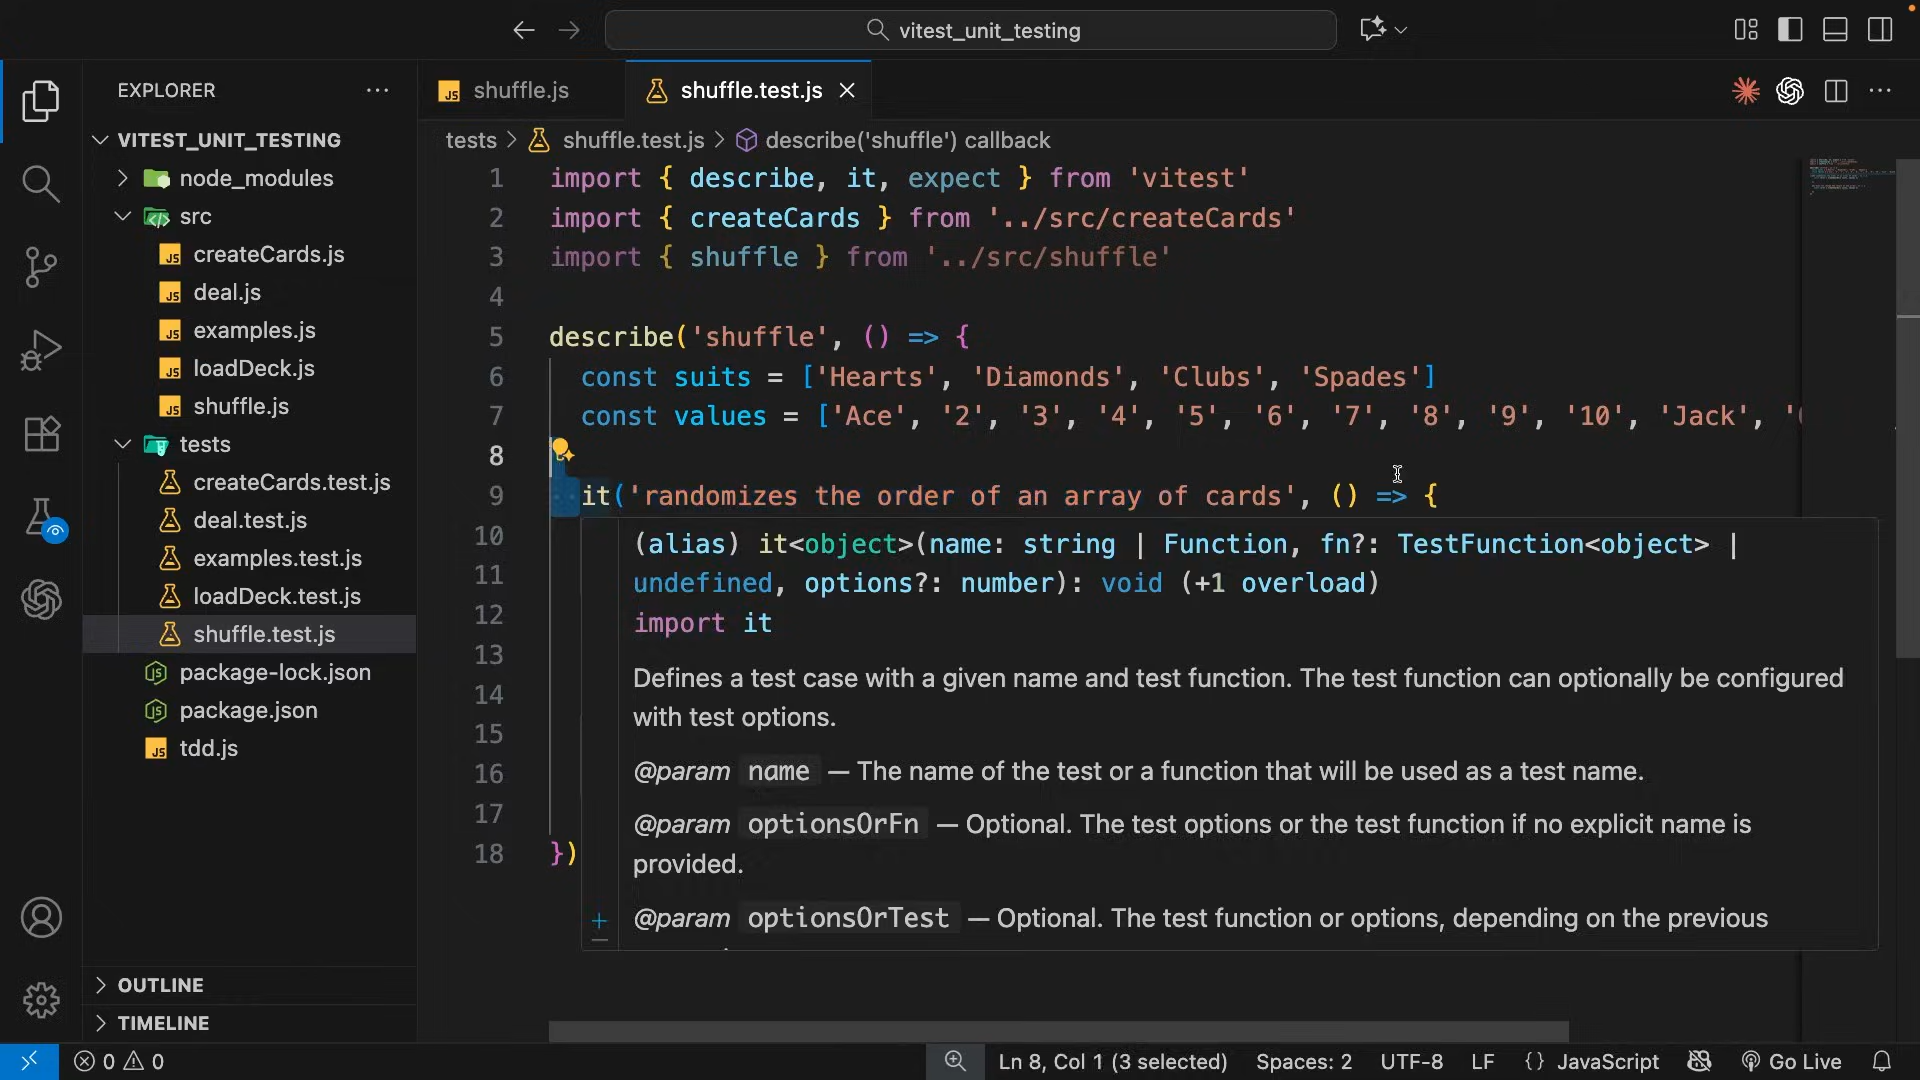 vitest_unit_testing
EXPLORER
VITEST_UNIT_TESTING
node_modules
src
createCards.js
deal.js
examples.js
loadDeck.js
shuffle.js
tests
createCards.test.js
deal.test.js
examples.test.js
loadDeck.test.js
shuffle.test.js
package-lock.json
package.json
tdd.js
OUTLINE
TIMELINE
shuffle.js
shuffle.test.js
tests > shuffle.test.js > describe('shuffle') callback
1 import { describe, it, expect } from 'vitest'
2 import { createCards } from '../src/createCards'
3 import { shuffle } from '../src/shuffle'
4
5 describe('shuffle', () => {
6 const suits = ['Hearts', 'Diamonds', 'Clubs', 'Spades']
7 const values = ['Ace', '2', '3', '4', '5', '6', '7', '8', '9', '10', 'Jack', '
8
9 it('randomizes the order of an array of cards', () => {
10
11
12
13
14
15
16
17
18 })
(alias) it<object>(name: string | Function, fn?: TestFunction<object> |
undefined, options?: number): void (+1 overload)
import it
Defines a test case with a given name and test function. The test function can optionally be configured
with test options.
@param name — The name of the test or a function that will be used as a test name.
@param optionsOrFn — Optional. The test options or the test function if no explicit name is
provided.
@param optionsOrTest — Optional. The test function or options, depending on the previous
0 0
Ln 8, Col 1 (3 selected) Spaces: 2 UTF-8 LF {} JavaScript Go Live